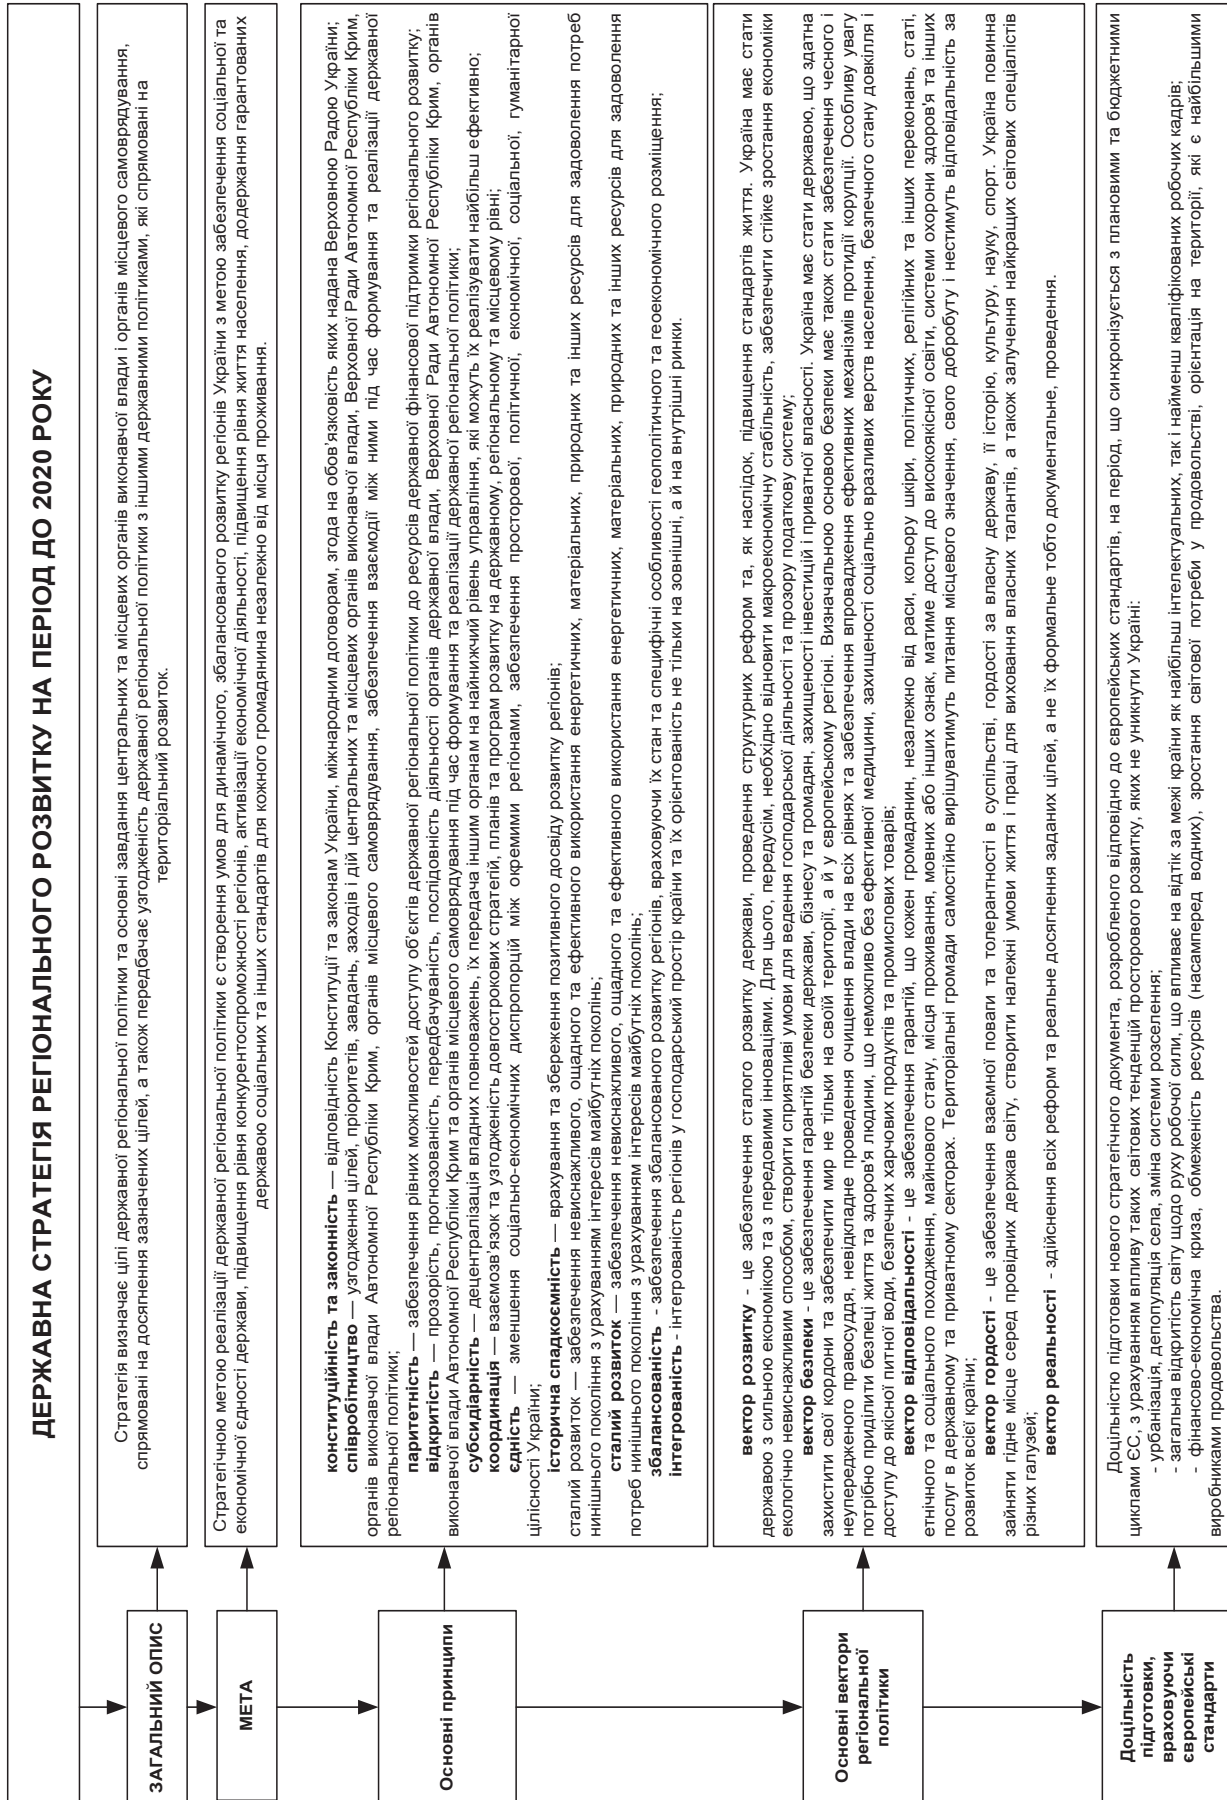 ДЕРЖАВНА СТРАТЕГІЯ РЕГІОНАЛЬНОГО РОЗВИТКУ НА ПЕРІОД ДО 2020 РОКУ
ЗАГАЛЬНИЙ ОПИС
Стратегія визначає цілі державної регіональної політики та основні завдання центральних та місцевих органів виконавчої влади і органів місцевого самоврядування,
спрямовані на досягнення зазначених цілей, а також передбачає узгодженість державної регіональної політики з іншими державними політиками, які спрямовані на
територіальний розвиток.
МЕТА
Стратегічною метою реалізації державної регіональної політики є створення умов для динамічного, збалансованого розвитку регіонів України з метою забезпечення соціальної та
економічної єдності держави, підвищення рівня конкурентоспроможності регіонів, активізації економічної діяльності, підвищення рівня життя населення, додержання гарантованих
державою соціальних та інших стандартів для кожного громадянина незалежно від місця проживання.
Основні принципи
конституційність та законність — відповідність Конституції та законам України, міжнародним договорам, згода на обов'язковість яких надана Верховною Радою України;
співробітництво — узгодження цілей, пріоритетів, завдань, заходів і дій центральних та місцевих органів виконавчої влади, Верховної Ради Автономної Республіки Крим,
органів виконавчої влади Автономної Республіки Крим, органів місцевого самоврядування, забезпечення взаємодії між ними під час формування та реалізації державної
регіональної політики;
паритетність — забезпечення рівних можливостей доступу об'єктів державної регіональної політики до ресурсів державної фінансової підтримки регіонального розвитку;
відкритість — прозорість, прогнозованість, передбачуваність, послідовність діяльності органів державної влади, Верховної Ради Автономної Республіки Крим, органів
виконавчої влади Автономної Республіки Крим та органів місцевого самоврядування під час формування та реалізації державної регіональної політики;
субсидіарність — децентралізація владних повноважень, їх передача іншим органам на найнижчий рівень управління, які можуть їх реалізувати найбільш ефективно;
координація — взаємозв'язок та узгодженість довгострокових стратегій, планів та програм розвитку на державному, регіональному та місцевому рівні;
єдність — зменшення соціально-економічних диспропорцій між окремими регіонами, забезпечення просторової, політичної, економічної, соціальної, гуманітарної
цілісності України;
історична спадкоємність — врахування та збереження позитивного досвіду розвитку регіонів;
сталий розвиток — забезпечення невиснажливого, ощадного та ефективного використання енергетичних, матеріальних, природних та інших ресурсів для задоволення потреб
нинішнього покоління з урахуванням інтересів майбутніх поколінь;
сталий розвиток — забезпечення невиснажливого, ощадного та ефективного використання енергетичних, матеріальних, природних та інших ресурсів для задоволення
потреб нинішнього покоління з урахуванням інтересів майбутніх поколінь;
збалансованість - забезпечення збалансованого розвитку регіонів, враховуючи їх стан та специфічні особливості геополітичного та геоекономічного розміщення;
інтегрованість - інтегрованість регіонів у господарський простір країни та їх орієнтованість не тільки на зовнішні, а й на внутрішні ринки.
Основні вектори
регіональної
політики
вектор розвитку - це забезпечення сталого розвитку держави, проведення структурних реформ та, як наслідок, підвищення стандартів життя. Україна має стати
державою з сильною економікою та з передовими інноваціями. Для цього, передусім, необхідно відновити макроекономічну стабільність, забезпечити стійке зростання економіки
екологічно невиснажливим способом, створити сприятливі умови для ведення господарської діяльності та прозору податкову систему;
вектор безпеки - це забезпечення гарантій безпеки держави, бізнесу та громадян, захищеності інвестицій і приватної власності. Україна має стати державою, що здатна
захистити свої кордони та забезпечити мир не тільки на своїй території, а й у європейському регіоні. Визначальною основою безпеки має також стати забезпечення чесного і
неупередженого правосуддя, невідкладне проведення очищення влади на всіх рівнях та забезпечення впровадження ефективних механізмів протидії корупції. Особливу увагу
потрібно приділити безпеці життя та здоров'я людини, що неможливо без ефективної медицини, захищеності соціально вразливих верств населення, безпечного стану довкілля і
доступу до якісної питної води, безпечних харчових продуктів та промислових товарів;
вектор відповідальності - це забезпечення гарантій, що кожен громадянин, незалежно від раси, кольору шкіри, політичних, релігійних та інших переконань, статі,
етнічного та соціального походження, майнового стану, місця проживання, мовних або інших ознак, матиме доступ до високоякісної освіти, системи охорони здоров'я та інших
послуг в державному та приватному секторах. Територіальні громади самостійно вирішуватимуть питання місцевого значення, свого добробуту і нестимуть відповідальність за
розвиток всієї країни;
вектор гордості - це забезпечення взаємної поваги та толерантності в суспільстві, гордості за власну державу, її історію, культуру, науку, спорт. Україна повинна
зайняти гідне місце серед провідних держав світу, створити належні умови життя і праці для виховання власних талантів, а також залучення найкращих світових спеціалістів
різних галузей;
вектор реальності - здійснення всіх реформ та реальне досягнення заданих цілей, а не їх формальне тобто документальне, проведення.
Доцільність
підготовки,
враховуючи
європейські
стандарти
Доцільністю підготовки нового стратегічного документа, розробленого відповідно до європейських стандартів, на період, що синхронізується з плановими та бюджетними
циклами ЄС, з урахуванням впливу таких світових тенденцій просторового розвитку, яких не уникнути Україні:
- урбанізація, депопуляція села, зміна системи розселення;
- загальна відкритість світу щодо руху робочої сили, що впливає на відтік за межі країни як найбільш інтелектуальних, так і найменш кваліфікованих робочих кадрів;
- фінансово-економічна криза, обмеженість ресурсів (насамперед водних), зростання світової потреби у продовольстві, орієнтація на території, які є найбільшими
виробниками продовольства.